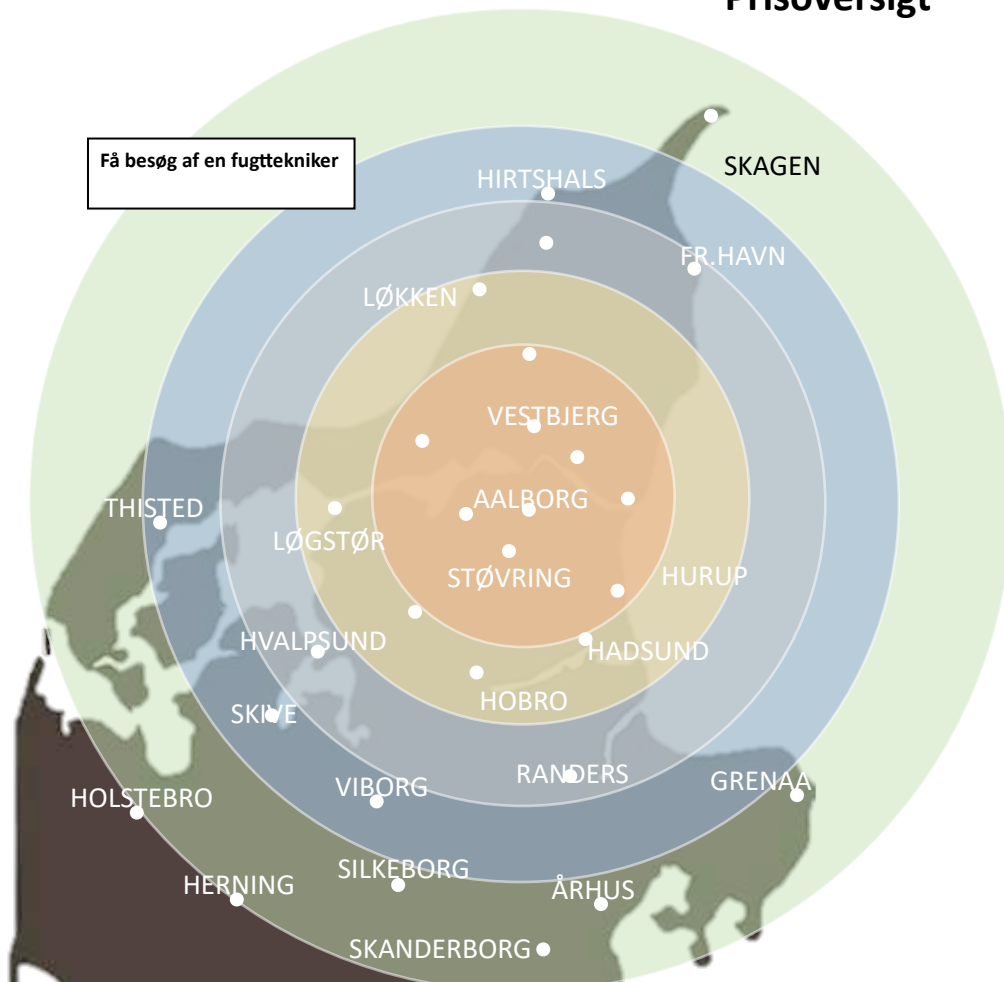 Prisoversigt
Få besøg af en fugttekniker
SKAGEN
HIRTSHALS
FR.HAVN
LØKKEN
VESTBJERG
AALBORG
THISTED
LØGSTØR
STØVRING
HURUP
HVALPSUND
HADSUND
HOBRO
SKIVE
RANDERS
GRENAA
VIBORG
HOLSTEBRO
SILKEBORG
HERNING
ÅRHUS
SKANDERBORG